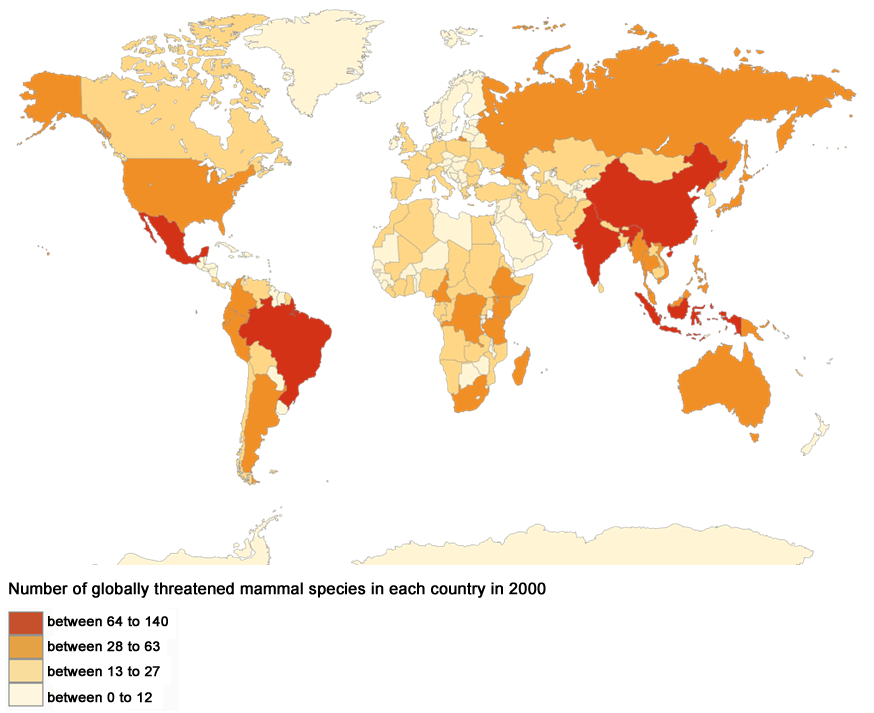 Number of globally threatened mammal species in each country in 2000
between 64 to 140
between 28 to 63
between 13 to 27
between 0 to 12